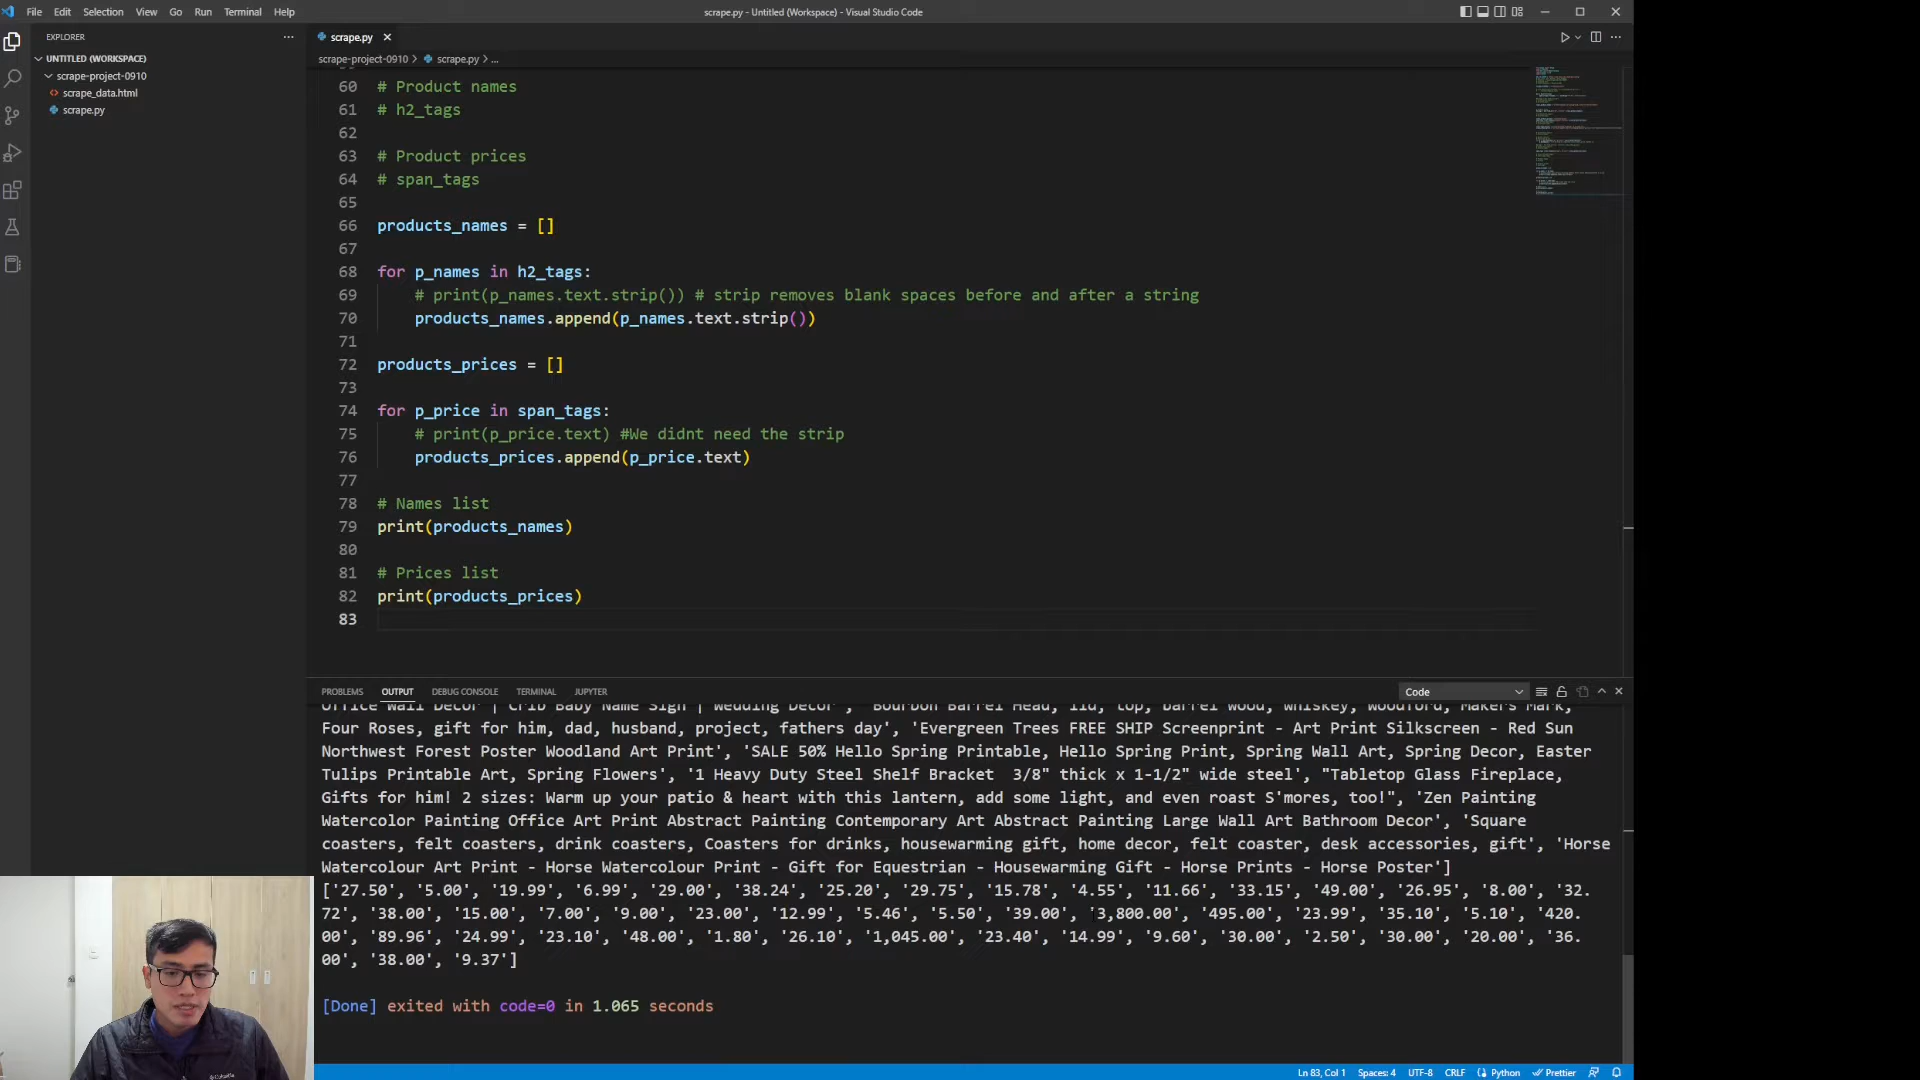 File Edit Selection View Go Run Terminal Help
scrape.py - Untitled (Workspace) - Visual Studio Code
EXPLORER
UNTITLED (WORKSPACE)
scrape-project-0910
scrape_data.html
scrape.py
scrape.py
scrape-project-0910 > scrape.py > ...
60 # Product names
61 # h2_tags
62
63 # Product prices
64 # span_tags
65
66 products_names = []
67
68 for p_names in h2_tags:
69 # print(p_names.text.strip()) # strip removes blank spaces before and after a string
70 products_names.append(p_names.text.strip())
71
72 products_prices = []
73
74 for p_price in span_tags:
75 # print(p_price.text) #We didnt need the strip
76 products_prices.append(p_price.text)
77
78 # Names list
79 print(products_names)
80
81 # Prices list
82 print(products_prices)
83
PROBLEMS OUTPUT DEBUG CONSOLE TERMINAL JUPYTER
Code
Office Wall Decor | Crib Baby Name Sign | Wedding Decor', 'Bourbon Barrel Head, lid, top, barrel wood, whiskey, woodford, Makers Mark,
Four Roses, gift for him, dad, husband, project, fathers day', 'Evergreen Trees FREE SHIP Screenprint - Art Print Silkscreen - Red Sun
Northwest Forest Poster Woodland Art Print', 'SALE 50% Hello Spring Printable, Hello Spring Print, Spring Wall Art, Spring Decor, Easter
Tulips Printable Art, Spring Flowers', '1 Heavy Duty Steel Shelf Bracket  3/8" thick x 1-1/2" wide steel', "Tabletop Glass Fireplace,
Gifts for him! 2 sizes: Warm up your patio & heart with this lantern, add some light, and even roast S'mores, too!", 'Zen Painting
Watercolor Painting Office Art Print Abstract Painting Contemporary Art Abstract Painting Large Wall Art Bathroom Decor', 'Square
coasters, felt coasters, drink coasters, Coasters for drinks, housewarming gift, home decor, felt coaster, desk accessories, gift', 'Horse
Watercolour Art Print - Horse Watercolour Print - Gift for Equestrian - Housewarming Gift - Horse Prints - Horse Poster']
['27.50', '5.00', '19.99', '6.99', '29.00', '38.24', '25.20', '29.75', '15.78', '4.55', '11.66', '33.15', '49.00', '26.95', '8.00', '32.
72', '38.00', '15.00', '7.00', '9.00', '23.00', '12.99', '5.46', '5.50', '39.00', '3,800.00', '495.00', '23.99', '35.10', '5.10', '420.
00', '89.96', '24.99', '23.10', '48.00', '1.80', '26.10', '1,045.00', '23.40', '14.99', '9.60', '30.00', '2.50', '30.00', '20.00', '36.
00', '38.00', '9.37']
[Done] exited with code=0 in 1.065 seconds
Ln 83, Col 1 Spaces: 4 UTF-8 CRLF Python Prettier